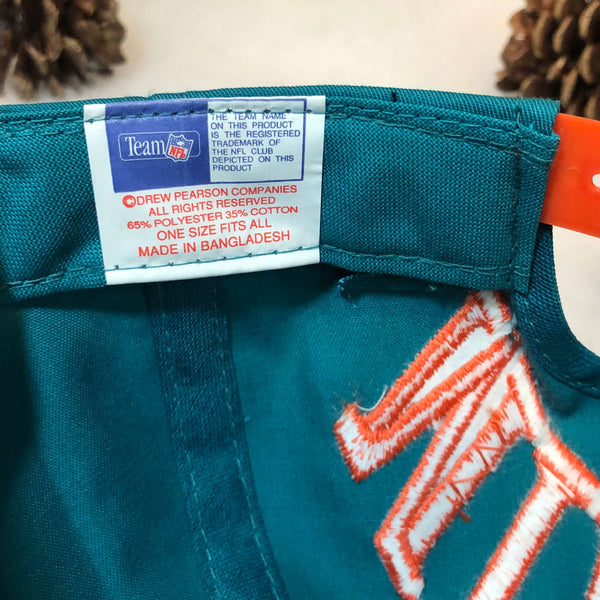 Team NFL
THE TEAM NAME
ON THIS PRODUCT
IS THE REGISTERED
TRADEMARK OF
THE NFL CLUB
DEPICTED ON THIS
PRODUCT
©DREW PEARSON COMPANIES
ALL RIGHTS RESERVED
65% POLYESTER 35% COTTON
ONE SIZE FITS ALL
MADE IN BANGLADESH